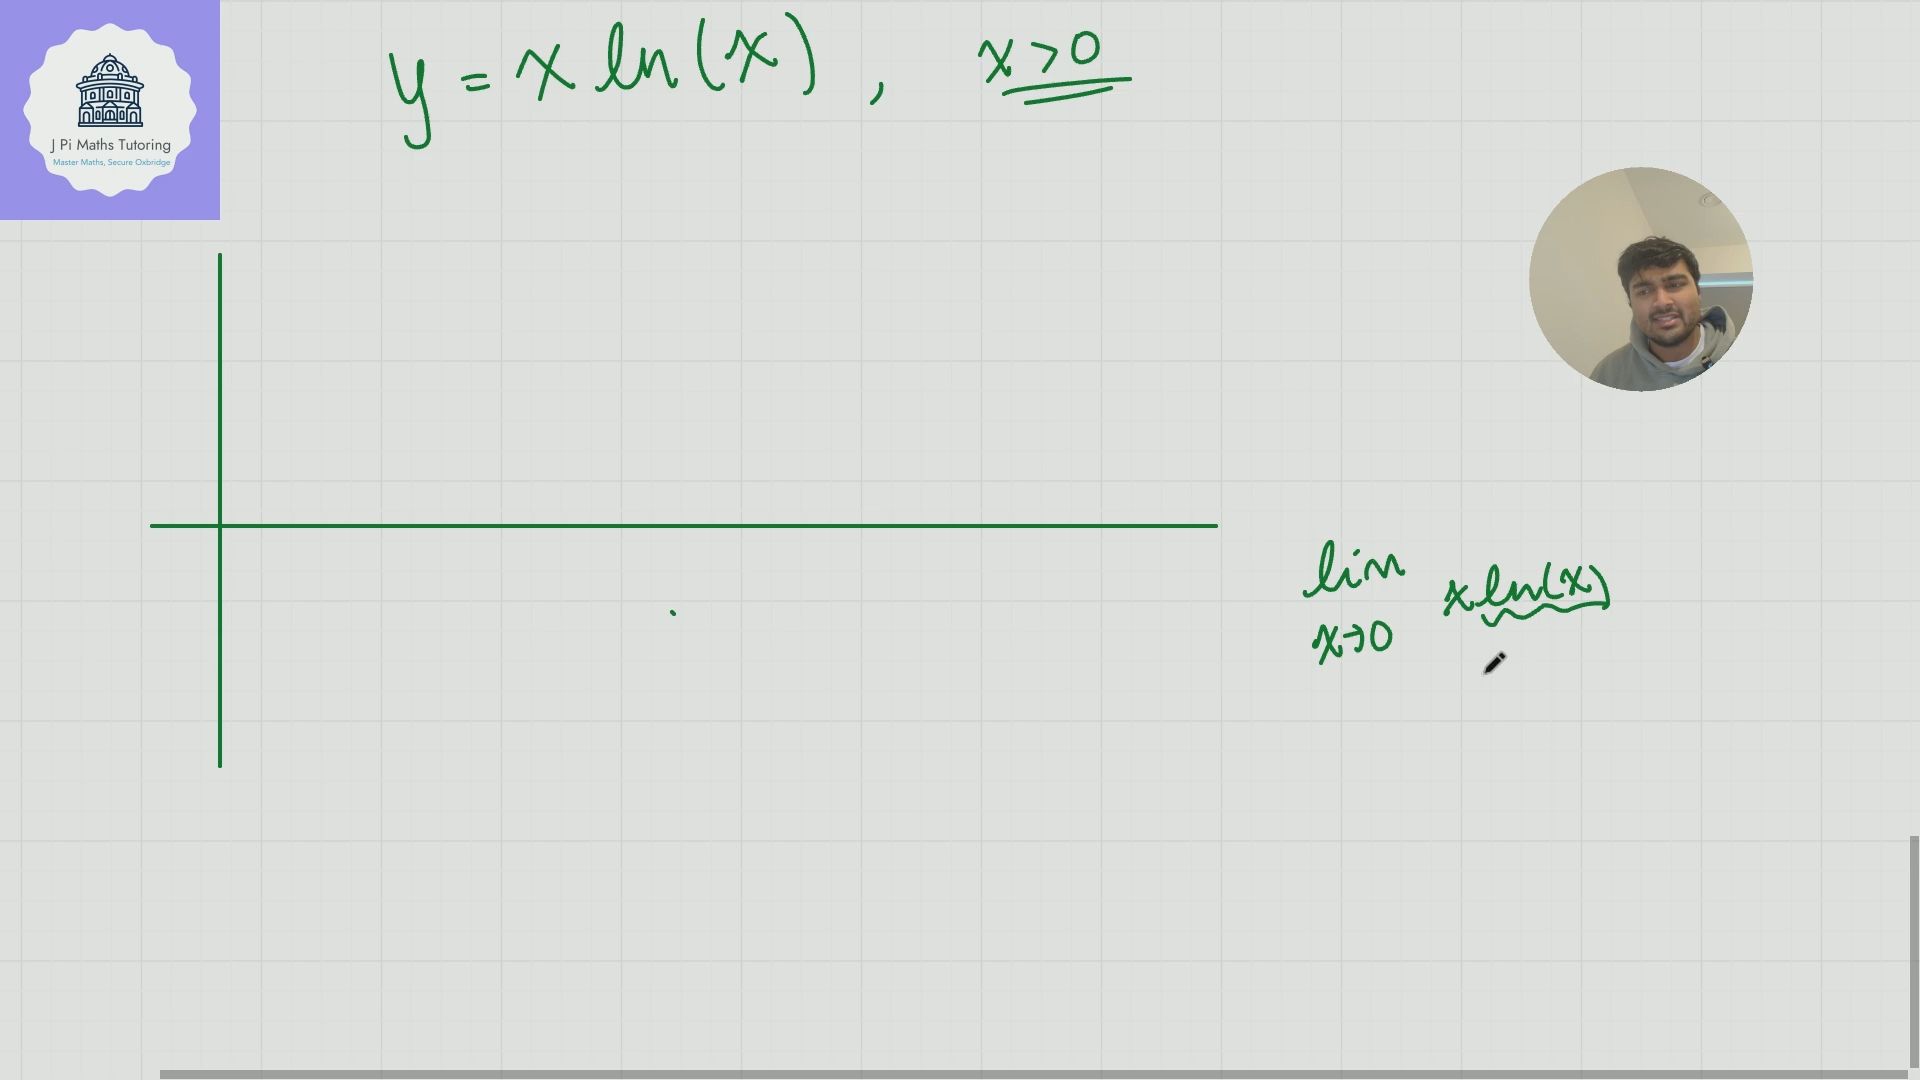 y = x ln(x) , x>0
J Pi Maths Tutoring
Master Maths, Secure Oxbridge
lim x ln(x)
x→0